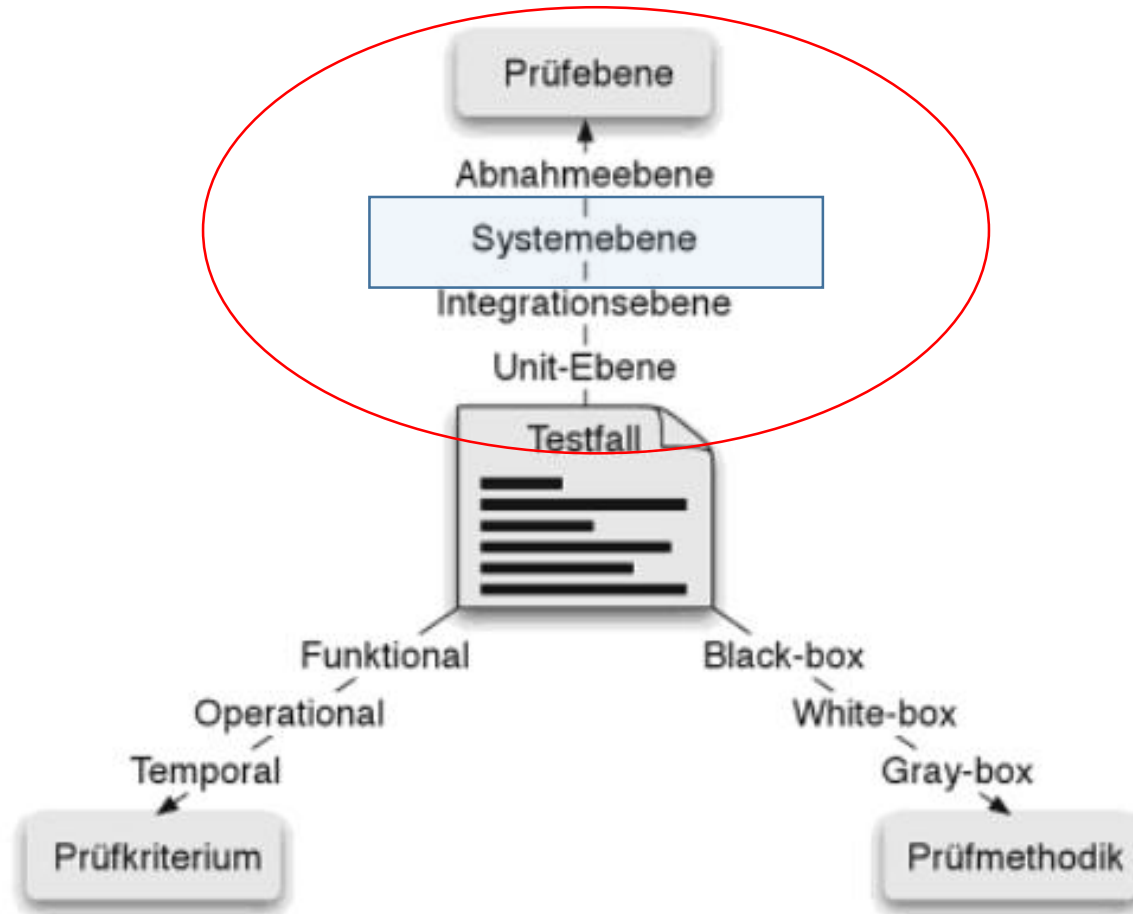 Prüfebene
Abnahmeebene
Systemebene
Integrationsebene
Unit-Ebene
Testfall
Funktional
Black-box
Operational
White-box
Temporal
Gray-box
Prüfkriterium
Prüfmethodik